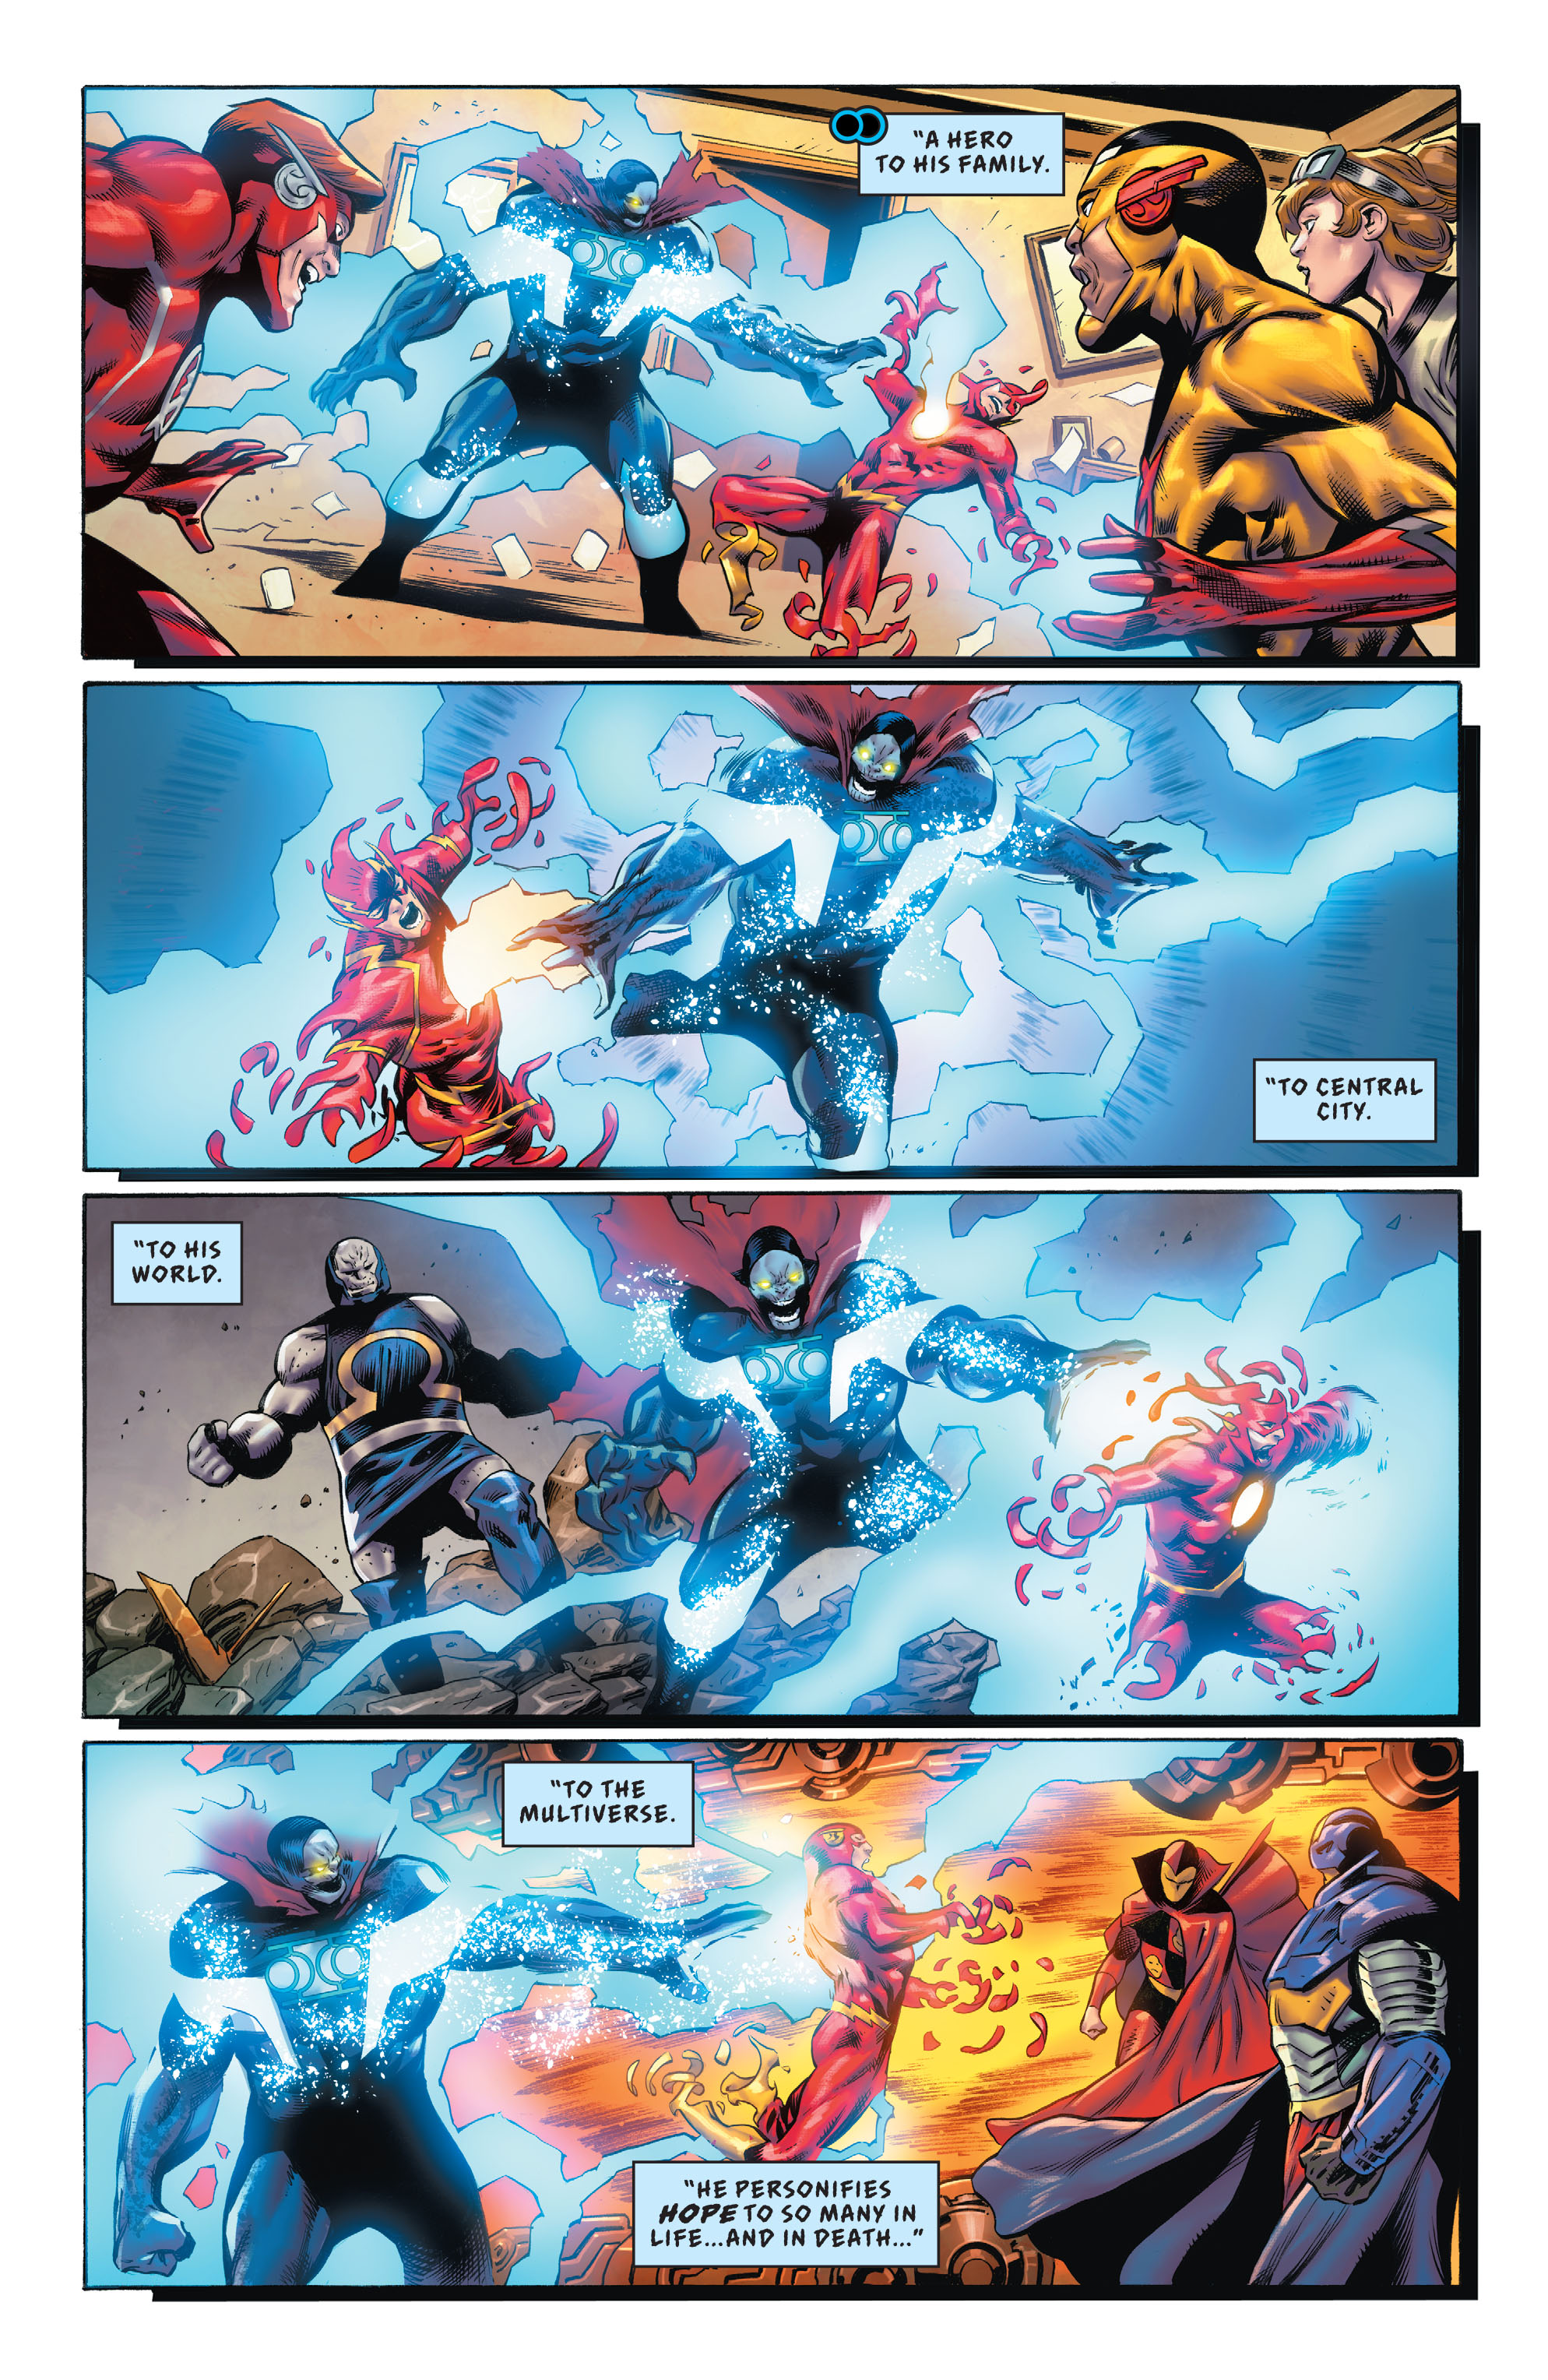 "A HERO
TO HIS FAMILY.
"TO CENTRAL
CITY.
"TO HIS
WORLD.
"TO THE
MULTIVERSE.
"HE PERSONIFIES
HOPE TO SO MANY IN
LIFE...AND IN DEATH..."